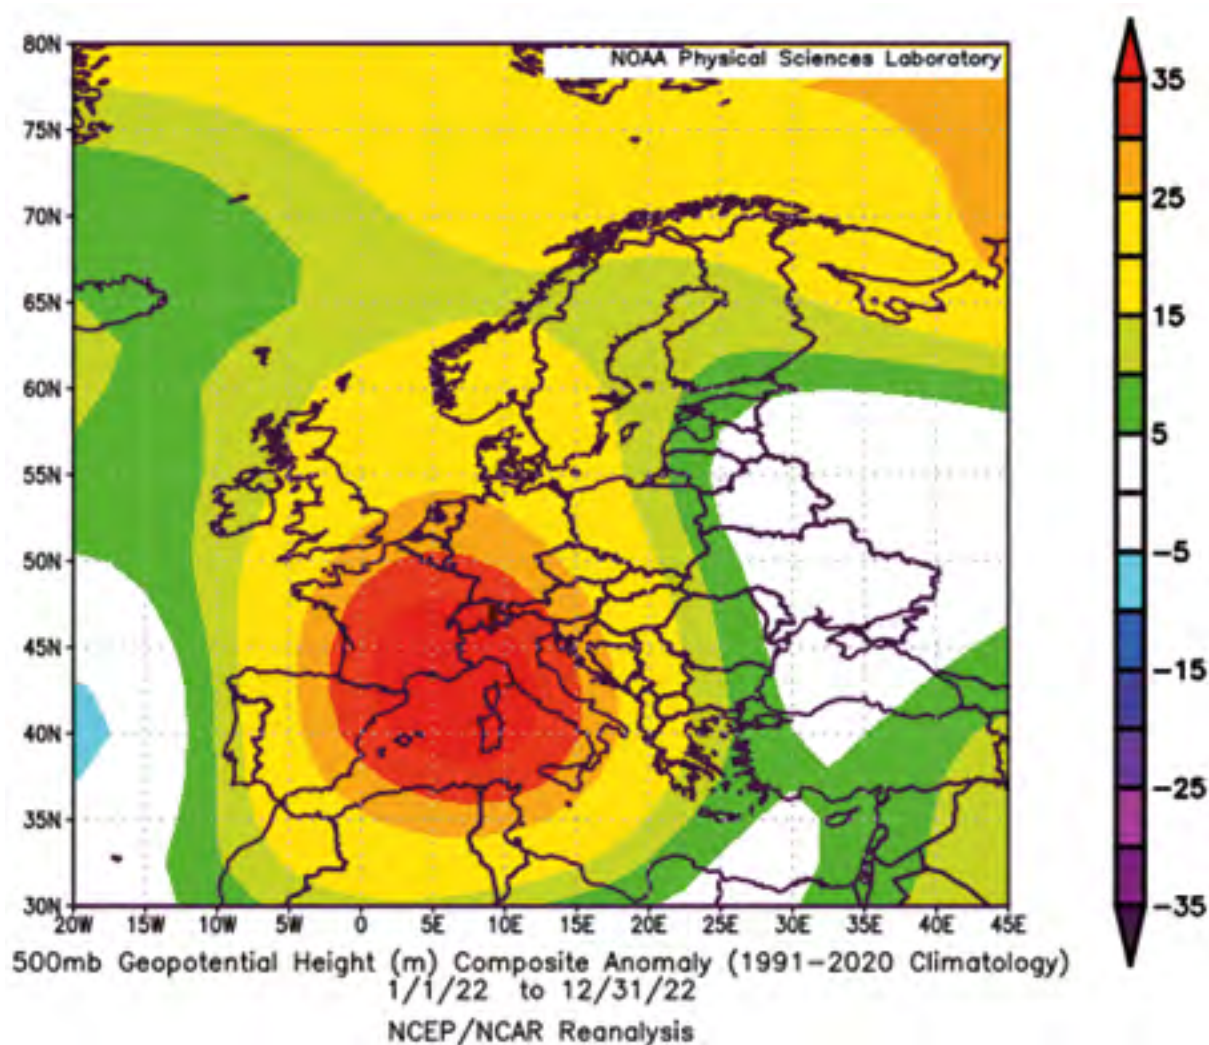 NOAA Physical Sciences Laboratory
80N
75N
70N
65N
60N
55N
50N
45N
40N
35N
30N
20W 15W 10W 5W 0 5E 10E 15E 20E 25E 30E 35E 40E 45E
35
25
15
5
-5
-15
-25
-35
500mb Geopotential Height (m) Composite Anomaly (1991-2020 Climatology)
1/1/22 to 12/31/22
NCEP/NCAR Reanalysis